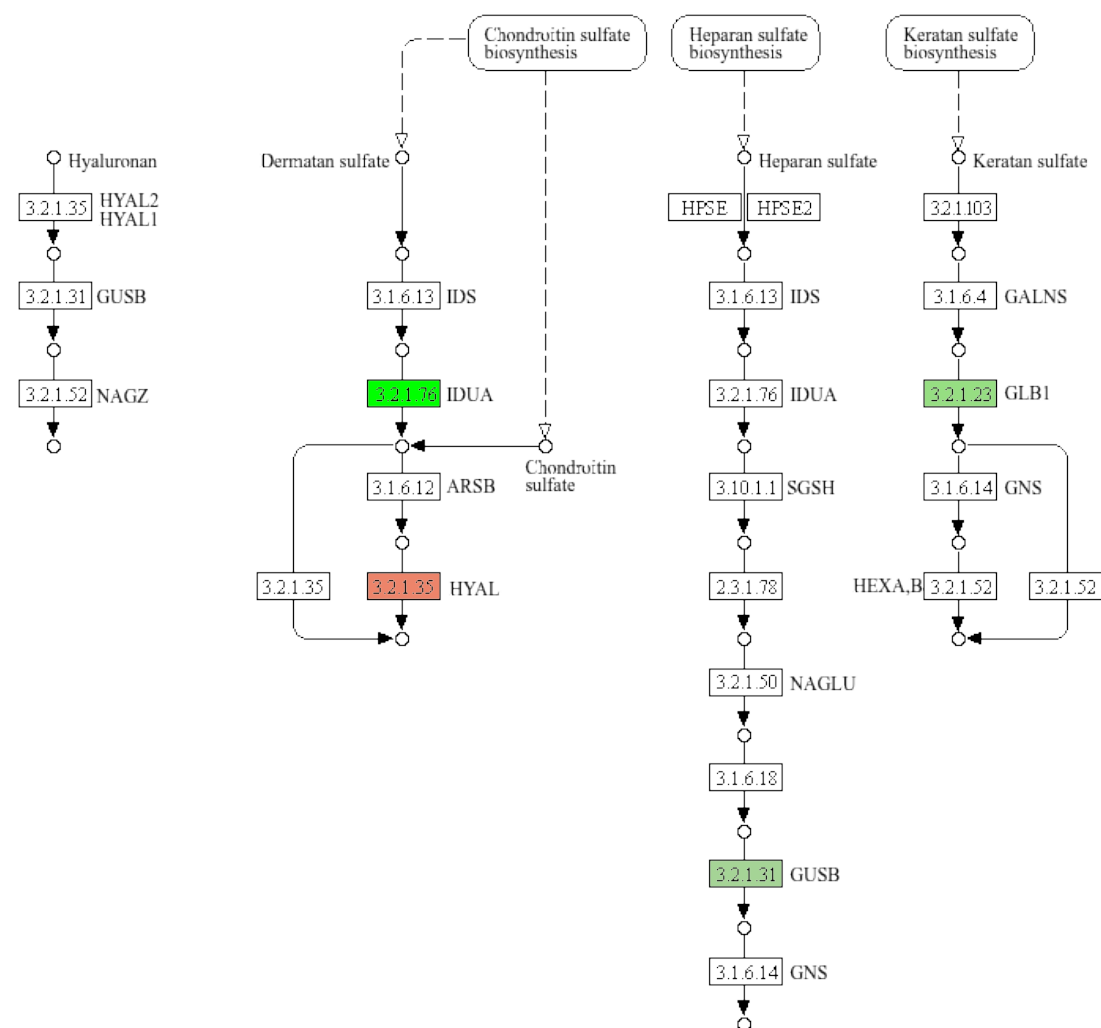 Chondroitin sulfate
biosynthesis
Heparan sulfate
biosynthesis
Keratan sulfate
biosynthesis
Hyaluronan
Dermatan sulfate
Heparan sulfate
Keratan sulfate
3.2.1.35
HYAL2
HYAL1
HPSE
HPSE2
3.2.1.103
3.2.1.31
GUSB
3.1.6.13
IDS
3.1.6.13
IDS
3.1.6.4
GALNS
3.2.1.52
NAGZ
3.2.1.76
IDUA
3.2.1.76
IDUA
3.2.1.23
GLB1
Chondroitin
sulfate
3.1.6.12
ARSB
3.10.1.1
SGSH
3.1.6.14
GNS
3.2.1.35
3.2.1.35
HYAL
2.3.1.78
HEXA,B
3.2.1.52
3.2.1.52
3.2.1.50
NAGLU
3.1.6.18
3.2.1.31
GUSB
3.1.6.14
GNS